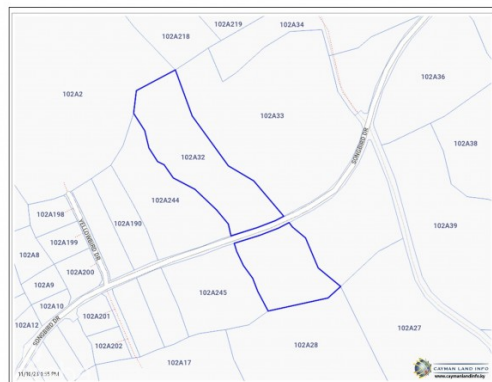 102A219
102A34
102A218
102A36
102A2
102A33
SONGBIRD DR
102A38
102A32
102A244
102A198
102A190
YELLOWBIRD DR
102A39
102A199
102A8
102A200
102A9
102A245
102A10
102A201
102A12
SONGBIRD DR
102A27
102A202
102A28
102A17
CAYMAN LAND INFO
www.caymanlandinfo.ky